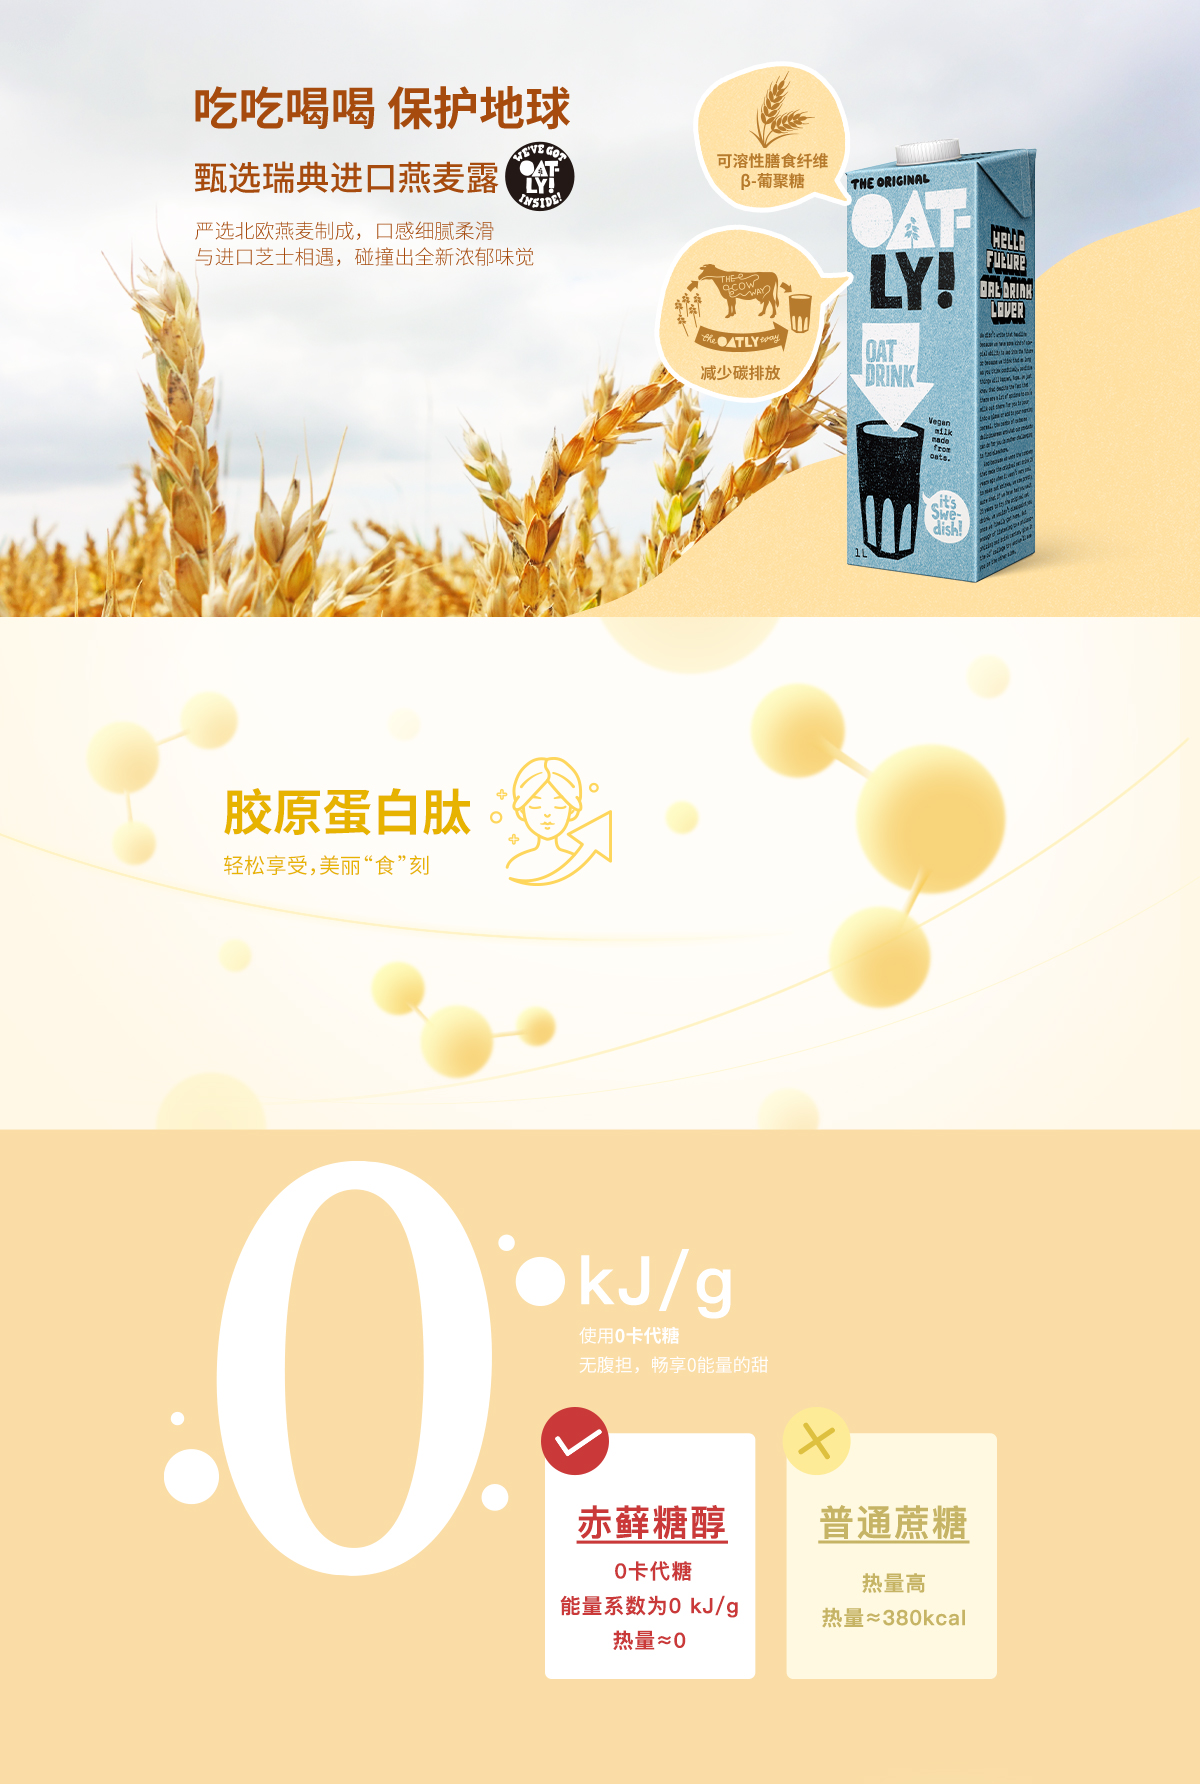 吃吃喝喝 保护地球
甄选瑞典进口燕麦露
WE'VE GOT
OAT-
LY!
INSIDE!
严选北欧燕麦制成，口感细腻柔滑
与进口芝士相遇，碰撞出全新浓郁味觉
可溶性膳食纤维
β-葡聚糖
THE COW WAY
the OATLY way
减少碳排放
THE ORIGINAL
OAT-
LY!
OAT
DRINK
Vegan
milk
made
from
oats.
it's
Swe-
dish!
1L
HELLO
FUTURE
OAT DRINK
LOVER
胶原蛋白肽
轻松享受，美丽“食”刻
0
kJ/g
使用0卡代糖
无腹担，畅享0能量的甜
赤藓糖醇
0卡代糖
能量系数为0 kJ/g
热量≈0
普通蔗糖
热量高
热量≈380kcal